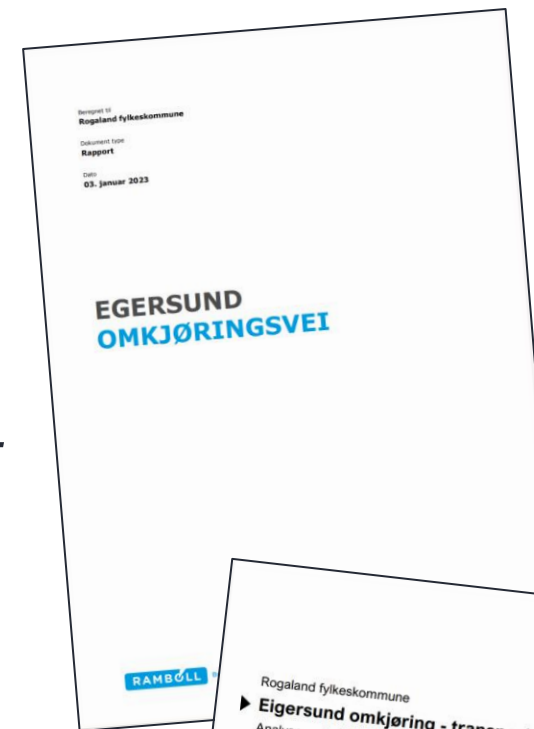 Beregnet til
Rogaland fylkeskommune
Dokument type
Rapport
Dato
03. januar 2023
EGERSUND
OMKJØRINGSVEI
RAMBOLL
Rogaland fylkeskommune
Eigersund omkjøring -